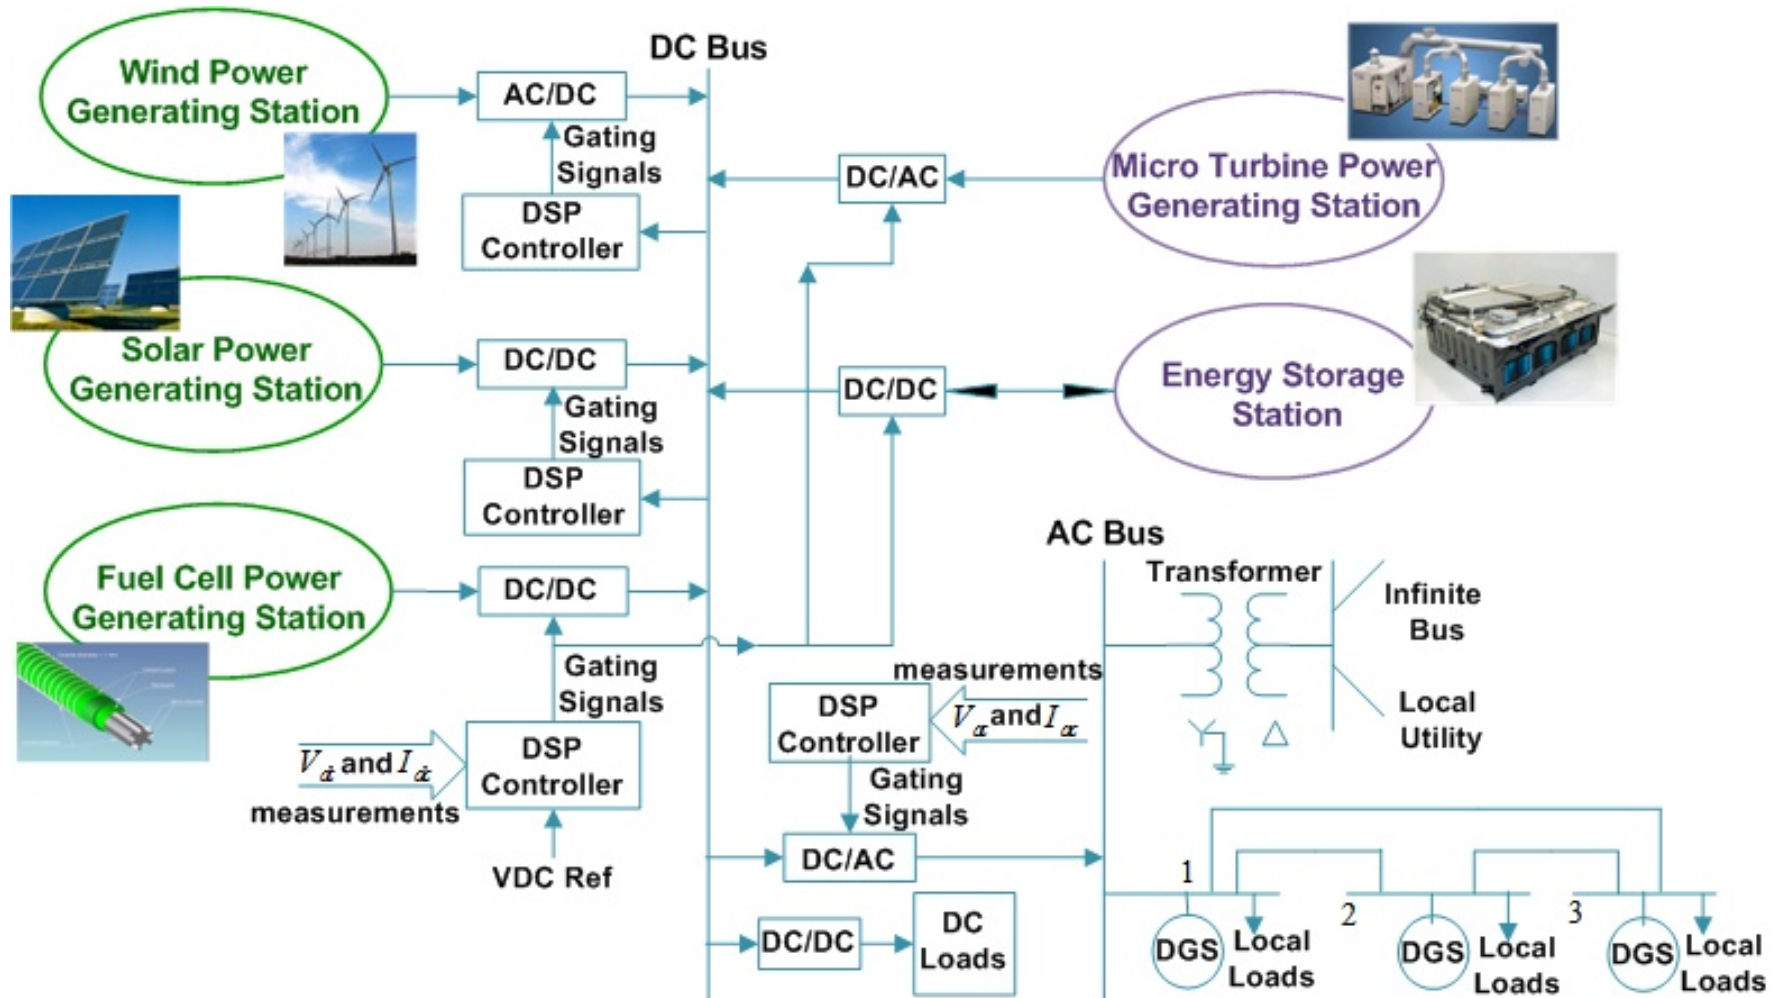 DC Bus
Wind Power
Generating Station
AC/DC
Gating
Signals
DSP
Controller
Micro Turbine Power
Generating Station
DC/AC
Solar Power
Generating Station
DC/DC
Gating
Signals
DSP
Controller
Energy Storage
Station
DC/DC
Fuel Cell Power
Generating Station
DC/DC
Gating
Signals
DSP
Controller
V dc and I dc
measurements
VDC Ref
AC Bus
Transformer
Infinite
Bus
Local
Utility
measurements
V ac and I ac
DSP
Controller
Gating
Signals
DC/AC
DC/DC
DC
Loads
1
DGS
Local
Loads
2
DGS
Local
Loads
3
DGS
Local
Loads